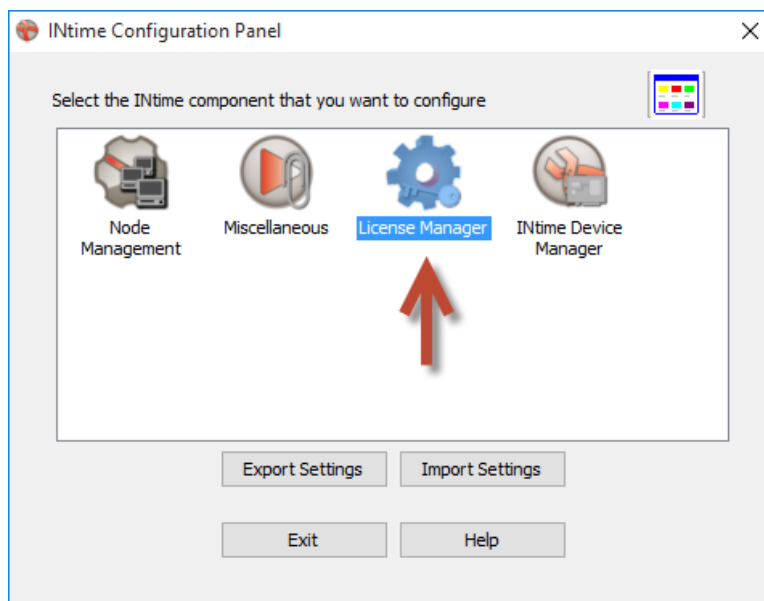 INtime Configuration Panel
Select the INtime component that you want to configure
Node
Management
Miscellaneous
License Manager
INtime Device
Manager
Export Settings
Import Settings
Exit
Help